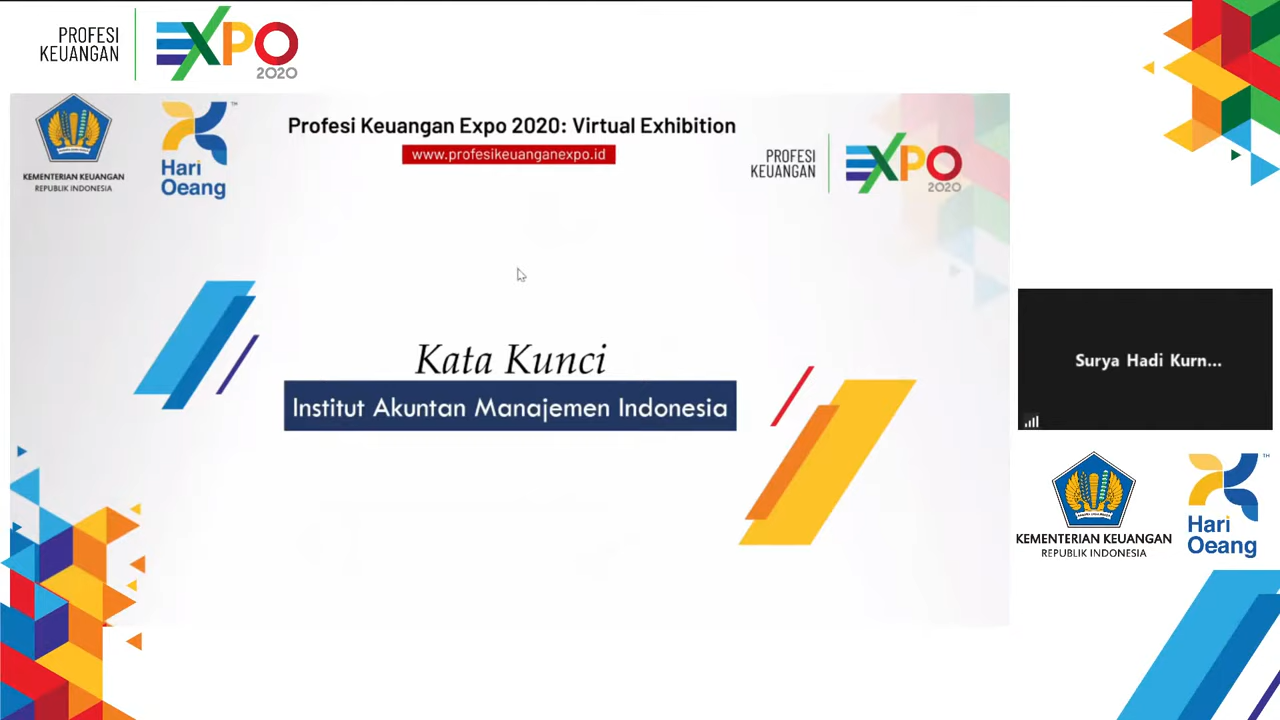 PROFESI
KEUANGAN
EXPO
2020
KEMENTERIAN KEUANGAN
REPUBLIK INDONESIA
Hari
Oeang
TM
Profesi Keuangan Expo 2020: Virtual Exhibition
www.profesikeuanganexpo.id
PROFESI
KEUANGAN
EXPO
2020
Kata Kunci
Institut Akuntan Manajemen Indonesia
Surya Hadi Kurn...
KEMENTERIAN KEUANGAN
REPUBLIK INDONESIA
Hari
Oeang
TM